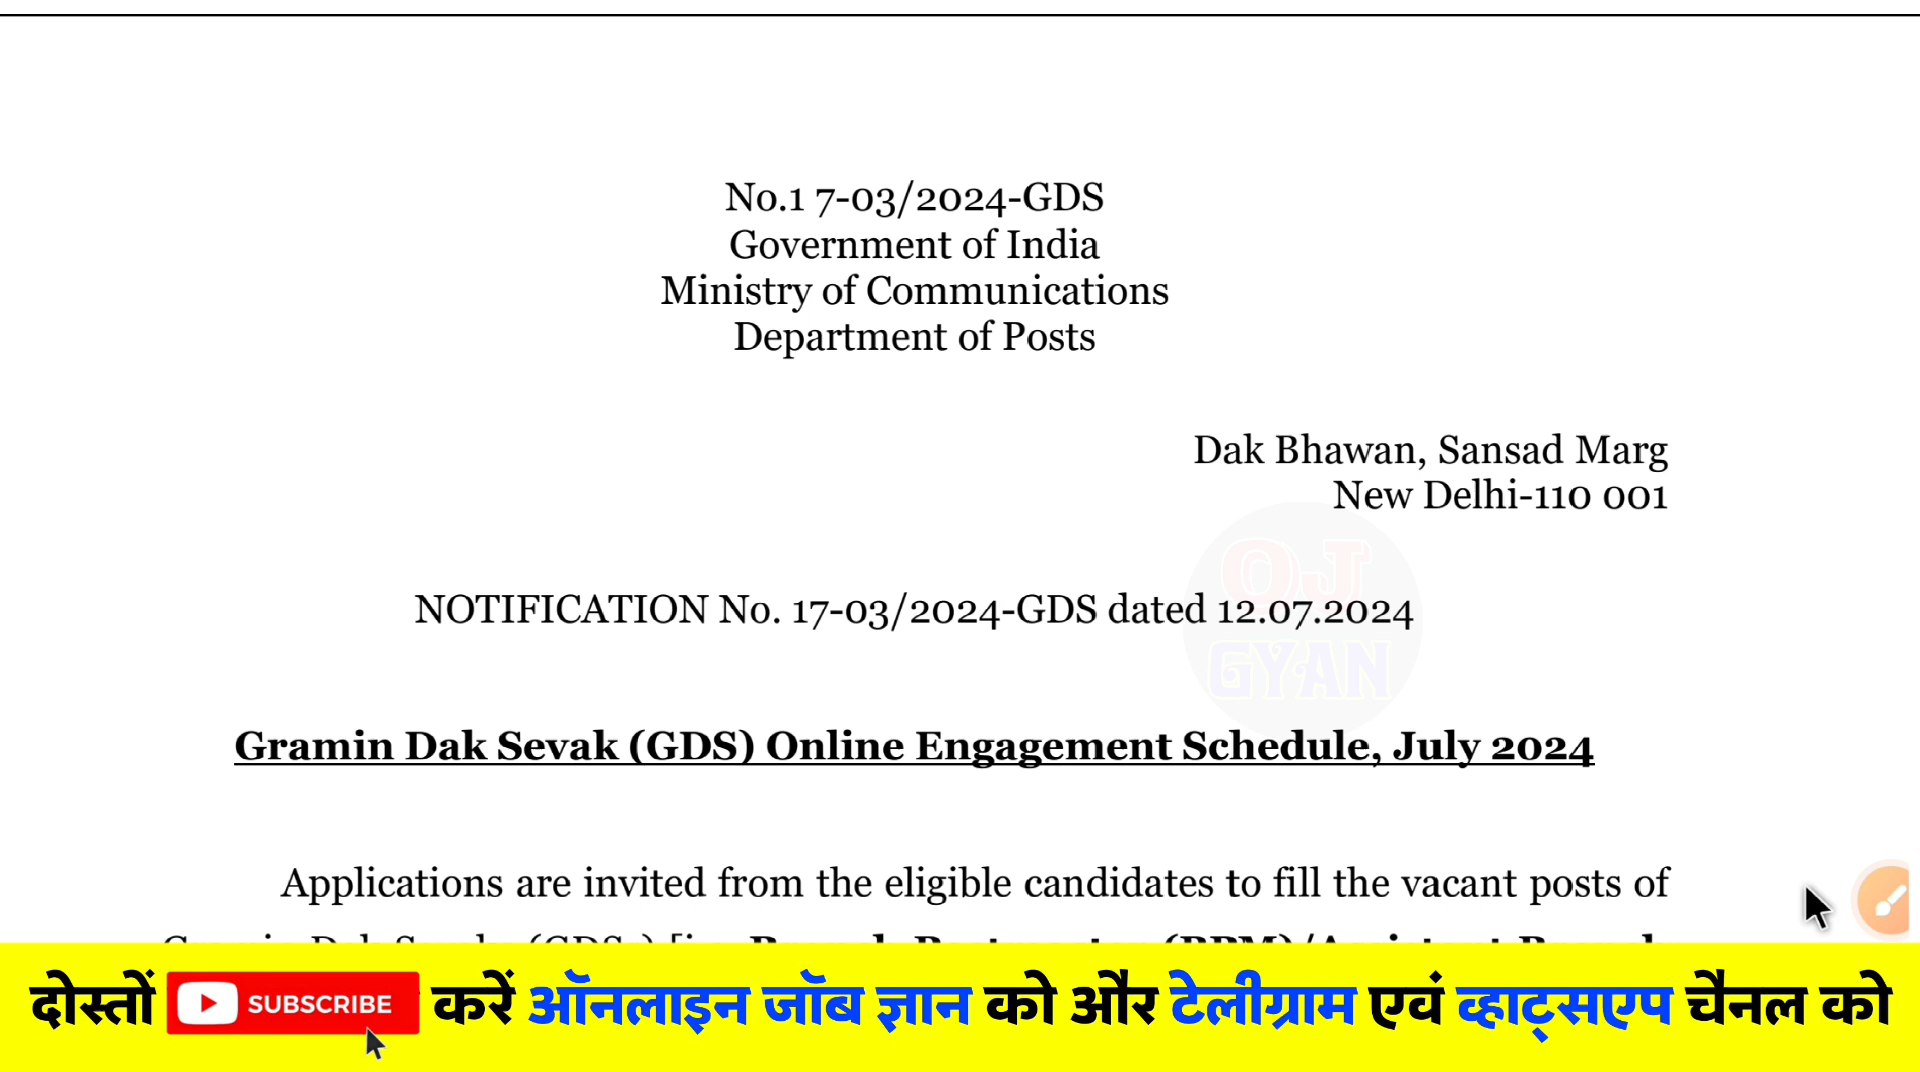 No.1 7-03/2024-GDS
Government of India
Ministry of Communications
Department of Posts
Dak Bhawan, Sansad Marg
New Delhi-110 001
OJ
GYAN
NOTIFICATION No. 17-03/2024-GDS dated 12.07.2024
Gramin Dak Sevak (GDS) Online Engagement Schedule, July 2024
Applications are invited from the eligible candidates to fill the vacant posts of
दोस्तों SUBSCRIBE करें ऑनलाइन जॉब ज्ञान को और टेलीग्राम एवं व्हाट्सएप चैनल को